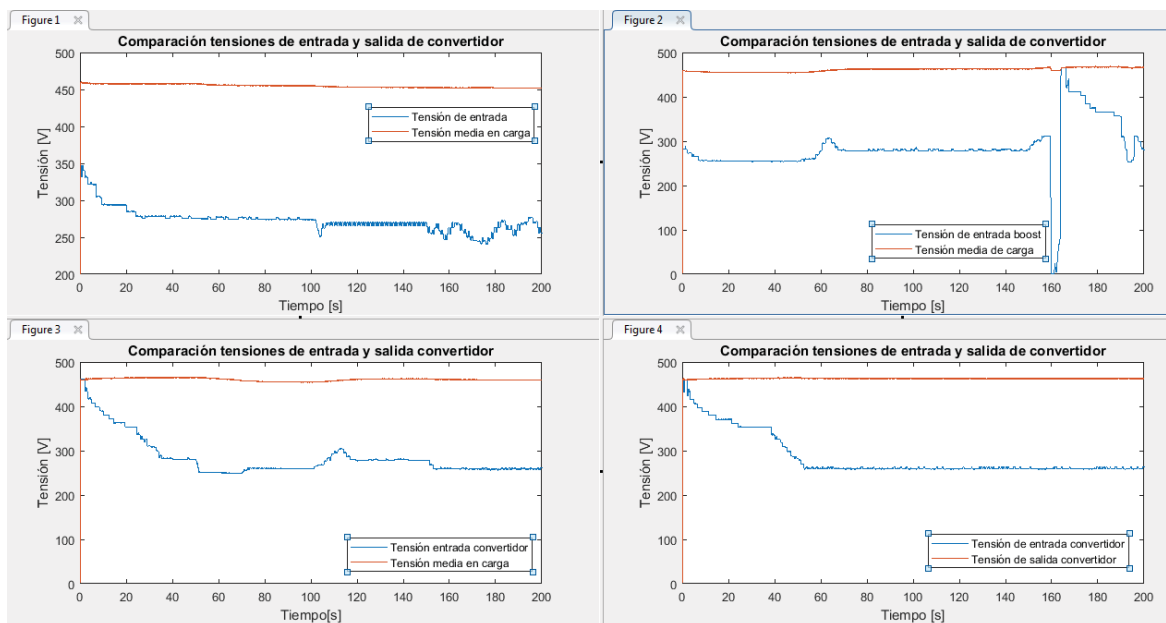 Figure 1
Comparación tensiones de entrada y salida de convertidor
500
450
400
350
300
250
200
Tensión [V]
Tensión de entrada
Tensión media en carga
0 20 40 60 80 100 120 140 160 180 200
Tiempo [s]
Figure 2
Comparación tensiones de entrada y salida de convertidor
500
400
300
200
100
0
Tensión [V]
Tensión de entrada boost
Tensión media de carga
0 20 40 60 80 100 120 140 160 180 200
Tiempo [s]
Figure 3
Comparación tensiones de entrada y salida convertidor
500
400
300
200
100
0
Tensión [V]
Tensión entrada convertidor
Tensión media en carga
0 20 40 60 80 100 120 140 160 180 200
Tiempo[s]
Figure 4
Comparación tensiones de entrada y salida de convertidor
500
400
300
200
100
0
Tensión [V]
Tensión de entrada convertidor
Tensión de salida convertidor
0 20 40 60 80 100 120 140 160 180 200
Tiempo [s]